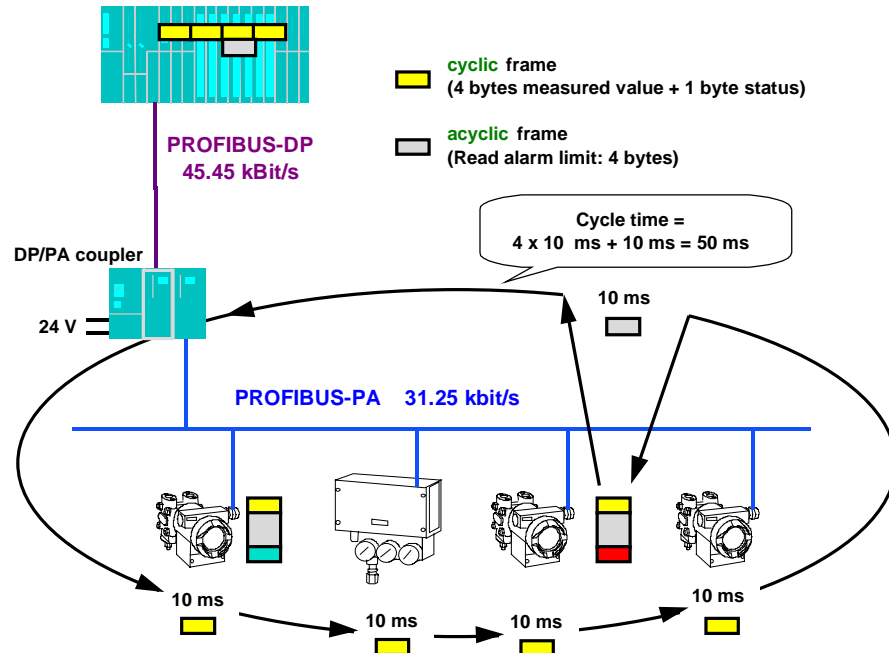 cyclic frame
(4 bytes measured value + 1 byte status)
acyclic frame
(Read alarm limit: 4 bytes)
PROFIBUS-DP
45.45 kBit/s
Cycle time =
4 x 10 ms + 10 ms = 50 ms
DP/PA coupler
24 V
10 ms
PROFIBUS-PA 31.25 kbit/s
10 ms
10 ms
10 ms
10 ms